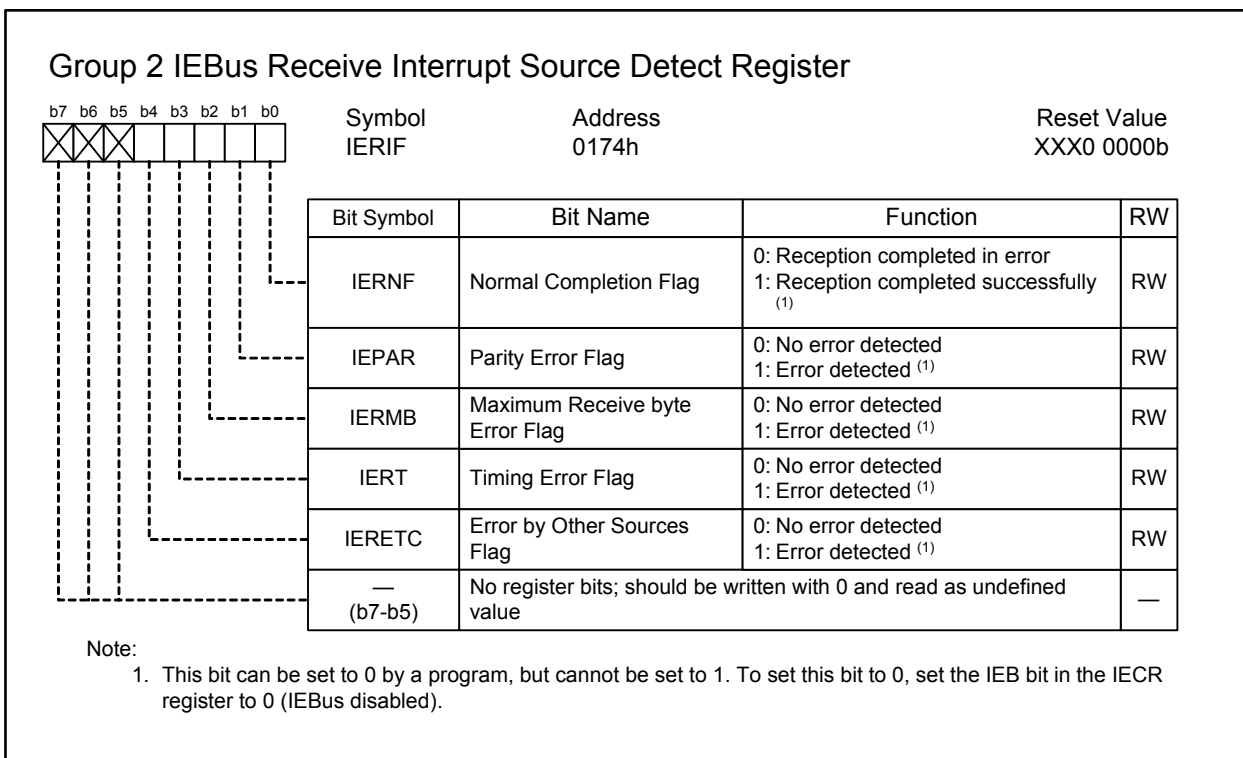 Group 2 IEBus Receive Interrupt Source Detect Register
b7 b6 b5 b4 b3 b2 b1 b0
Symbol Address Reset Value
IERIF 0174h XXX0 0000b
Bit Symbol Bit Name Function RW
IERNF Normal Completion Flag 0: Reception completed in error
1: Reception completed successfully
(1) RW
IEPAR Parity Error Flag 0: No error detected
1: Error detected (1) RW
IERMB Maximum Receive byte
Error Flag 0: No error detected
1: Error detected (1) RW
IERT Timing Error Flag 0: No error detected
1: Error detected (1) RW
IERETC Error by Other Sources
Flag 0: No error detected
1: Error detected (1) RW
—
(b7-b5) No register bits; should be written with 0 and read as undefined
value —
Note:
1. This bit can be set to 0 by a program, but cannot be set to 1. To set this bit to 0, set the IEB bit in the IECR
register to 0 (IEBus disabled).